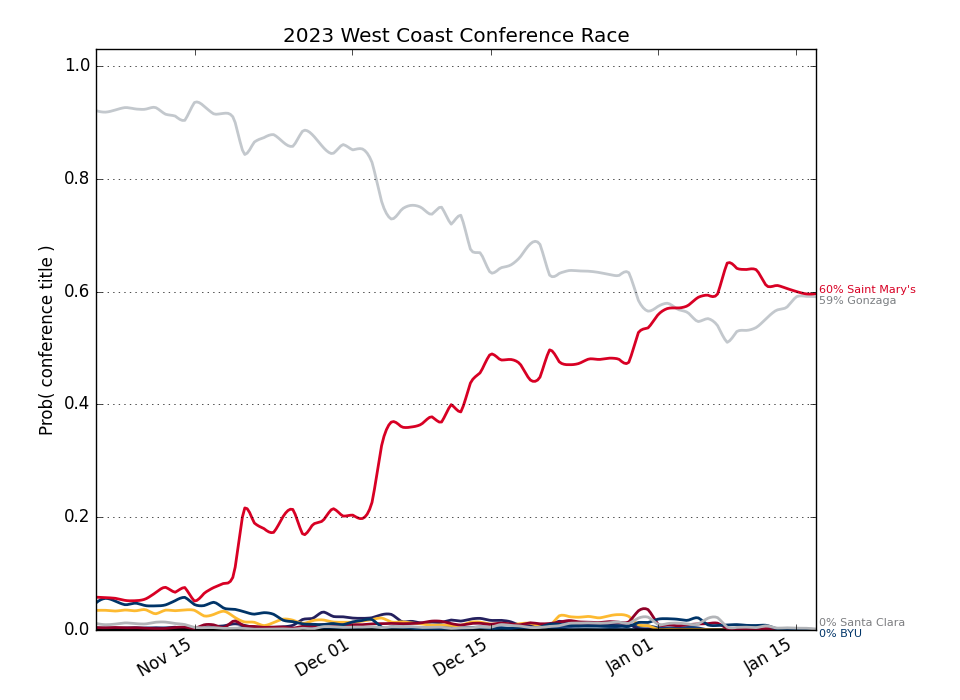 2023 West Coast Conference Race
Prob( conference title )
1.0
0.8
0.6
0.4
0.2
0.0
60% Saint Mary's
59% Gonzaga
0% Santa Clara
0% BYU
Nov 15
Dec 01
Dec 15
Jan 01
Jan 15